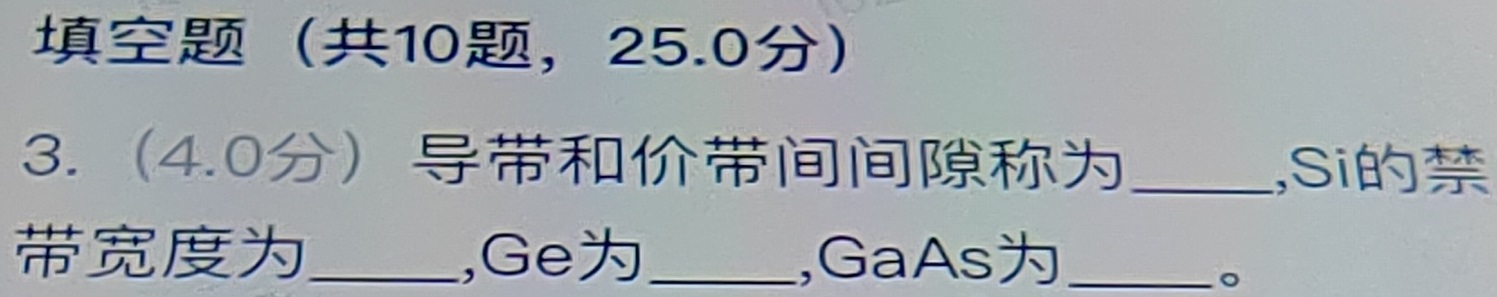 填空题（共10题，25.0分）
3.（4.0分）导带和价带间间隙称为____,Si的禁
带宽度为____,Ge为____,GaAs为____。